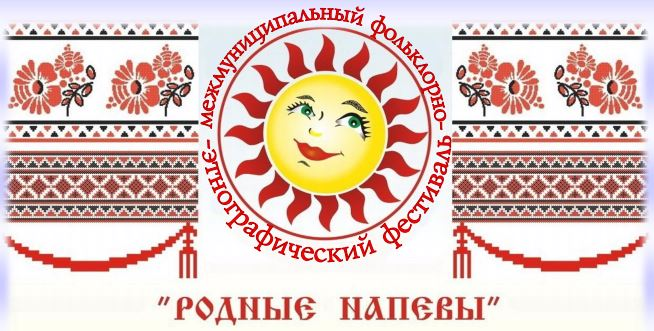 межмуниципальный фольклорно-
этнографический фестиваль
"РОДНЫЕ НАПЕВЫ"